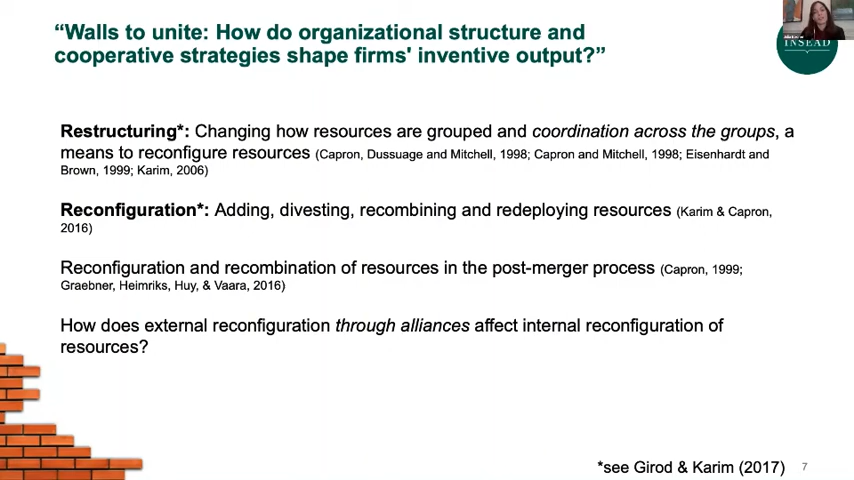 “Walls to unite: How do organizational structure and
cooperative strategies shape firms' inventive output?”
INSEAD
Restructuring*: Changing how resources are grouped and coordination across the groups, a
means to reconfigure resources (Capron, Dussuage and Mitchell, 1998; Capron and Mitchell, 1998; Eisenhardt and
Brown, 1999; Karim, 2006)
Reconfiguration*: Adding, divesting, recombining and redeploying resources (Karim & Capron,
2016)
Reconfiguration and recombination of resources in the post-merger process (Capron, 1999;
Graebner, Heimriks, Huy, & Vaara, 2016)
How does external reconfiguration through alliances affect internal reconfiguration of
resources?
*see Girod & Karim (2017) 7